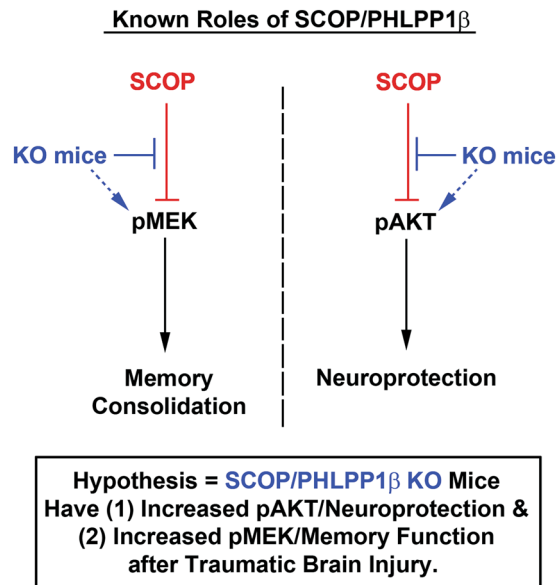 Known Roles of SCOP/PHLPP1β
SCOP
KO mice
pMEK
Memory
Consolidation
SCOP
KO mice
pAKT
Neuroprotection
Hypothesis = SCOP/PHLPP1β KO Mice
Have (1) Increased pAKT/Neuroprotection &
(2) Increased pMEK/Memory Function
after Traumatic Brain Injury.